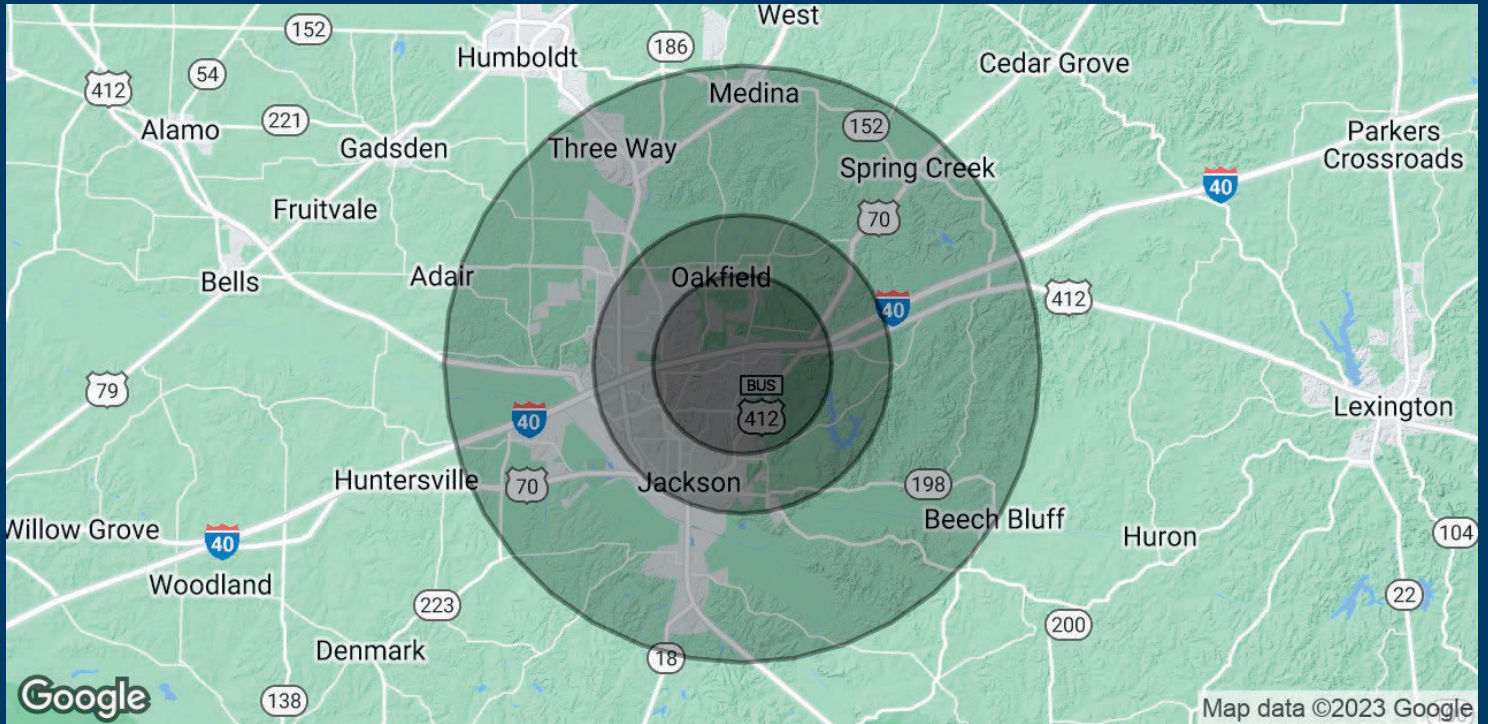 West
152
Humboldt
186
Cedar Grove
54
412
Medina
Alamo
221
152
Parkers
Crossroads
Gadsden
Three Way
Spring Creek
40
Fruitvale
70
Bells
Adair
Oakfield
40
412
79
BUS
412
Lexington
40
Huntersville
70
Jackson
198
Willow Grove
Beech Bluff
Huron
104
40
Woodland
223
22
200
Denmark
18
Google
138
Map data ©2023 Google